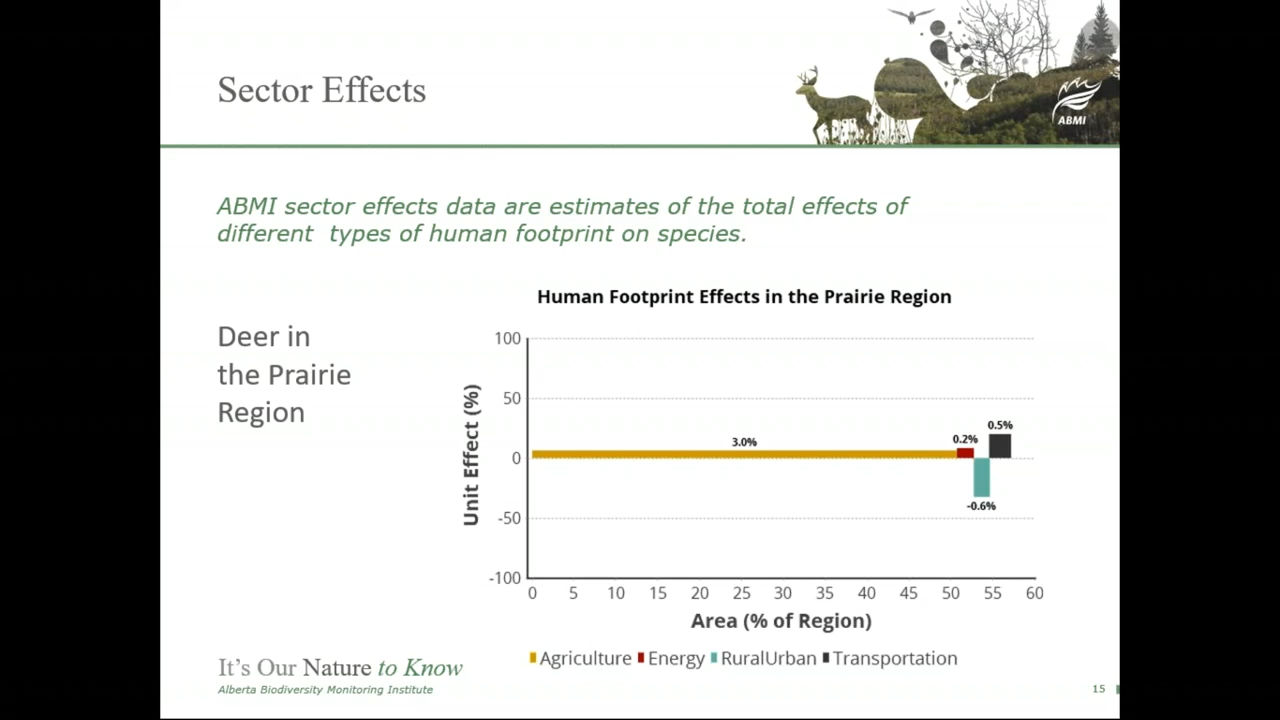 Sector Effects
ABMI
ABMI sector effects data are estimates of the total effects of
different types of human footprint on species.
Deer in
the Prairie
Region
Human Footprint Effects in the Prairie Region
Unit Effect (%)
100
50
0
-50
-100
3.0%
0.2%
-0.6%
0.5%
0 5 10 15 20 25 30 35 40 45 50 55 60
Area (% of Region)
Agriculture Energy RuralUrban Transportation
It's Our Nature to Know
Alberta Biodiversity Monitoring Institute
15